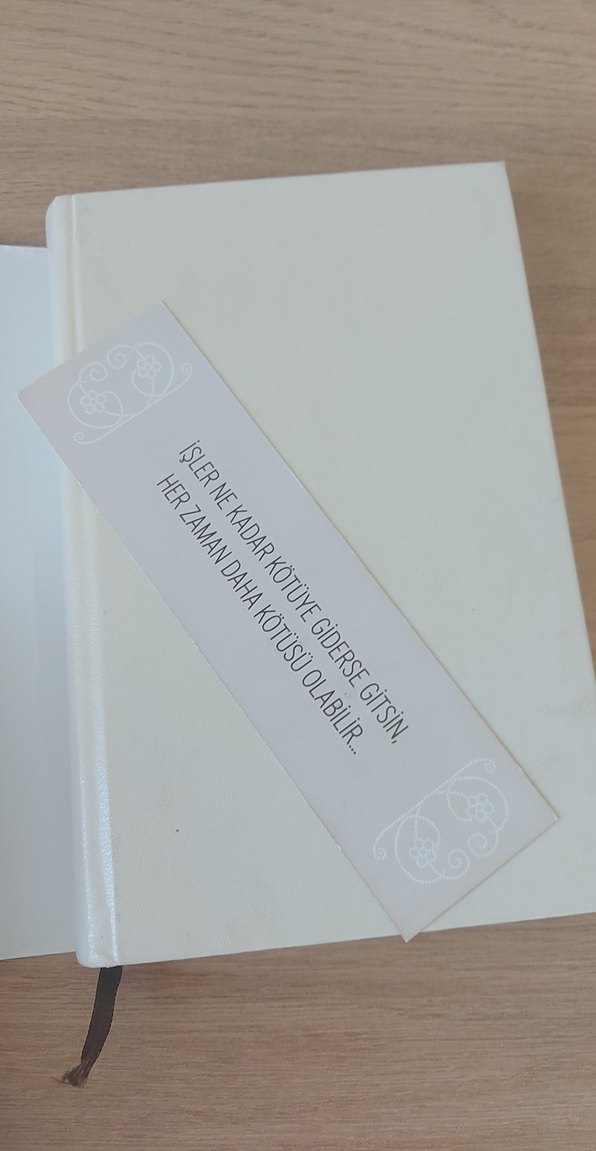 İŞLER NE KADAR KÖTÜYE GİDERSE GİTSİN,
HER ZAMAN DAHA KÖTÜSÜ OLABİLİR...